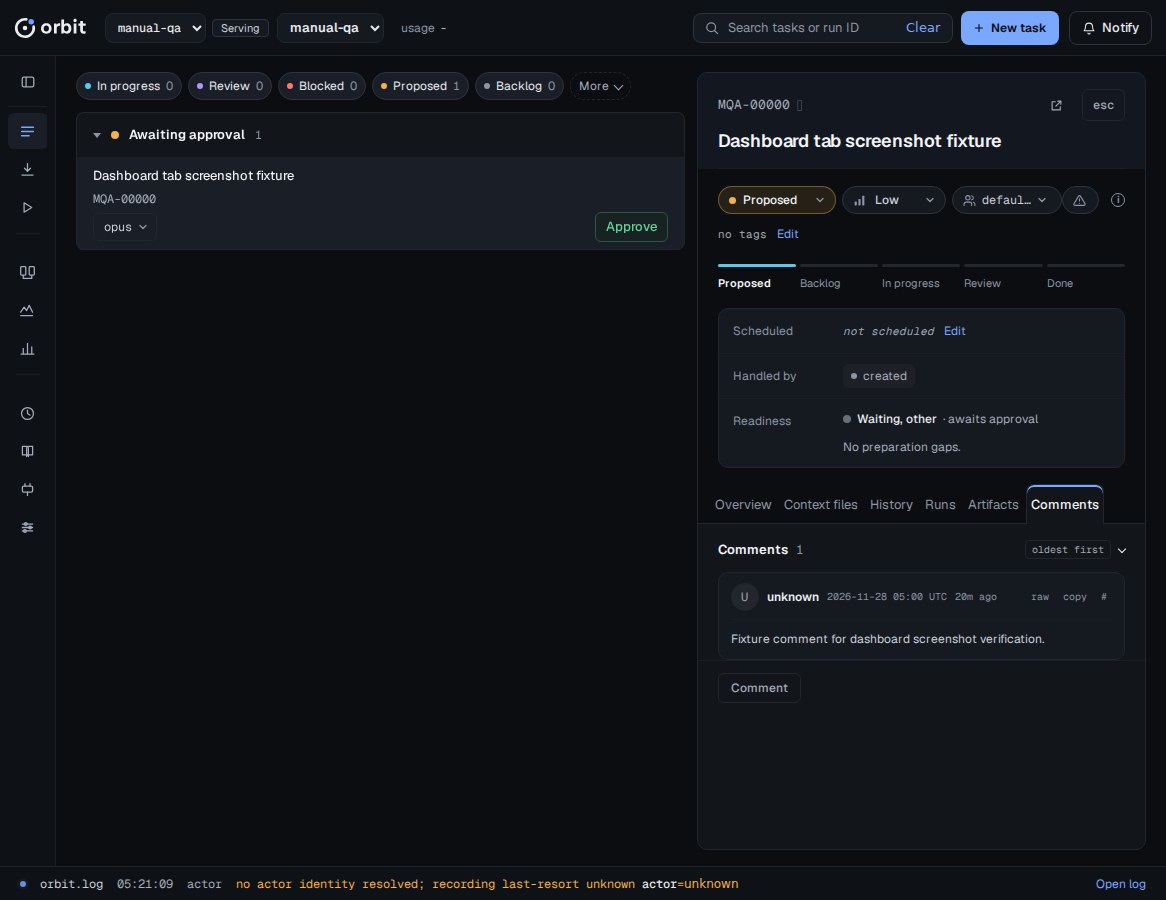 orbit manual-qa Serving manual-qa usage - Search tasks or run ID Clear + New task Notify
In progress 0 Review 0 Blocked 0 Proposed 1 Backlog 0 More
Awaiting approval 1
Dashboard tab screenshot fixture
MQA-00000
opus Approve
MQA-00000 esc
Dashboard tab screenshot fixture
Proposed Low defaul…
no tags Edit
Proposed Backlog In progress Review Done
Scheduled not scheduled Edit
Handled by created
Readiness Waiting, other · awaits approval
No preparation gaps.
Overview Context files History Runs Artifacts Comments
Comments 1 oldest first
U unknown 2026-11-28 05:00 UTC 20m ago raw copy #
Fixture comment for dashboard screenshot verification.
Comment
orbit.log 05:21:09 actor no actor identity resolved; recording last-resort unknown actor=unknown Open log